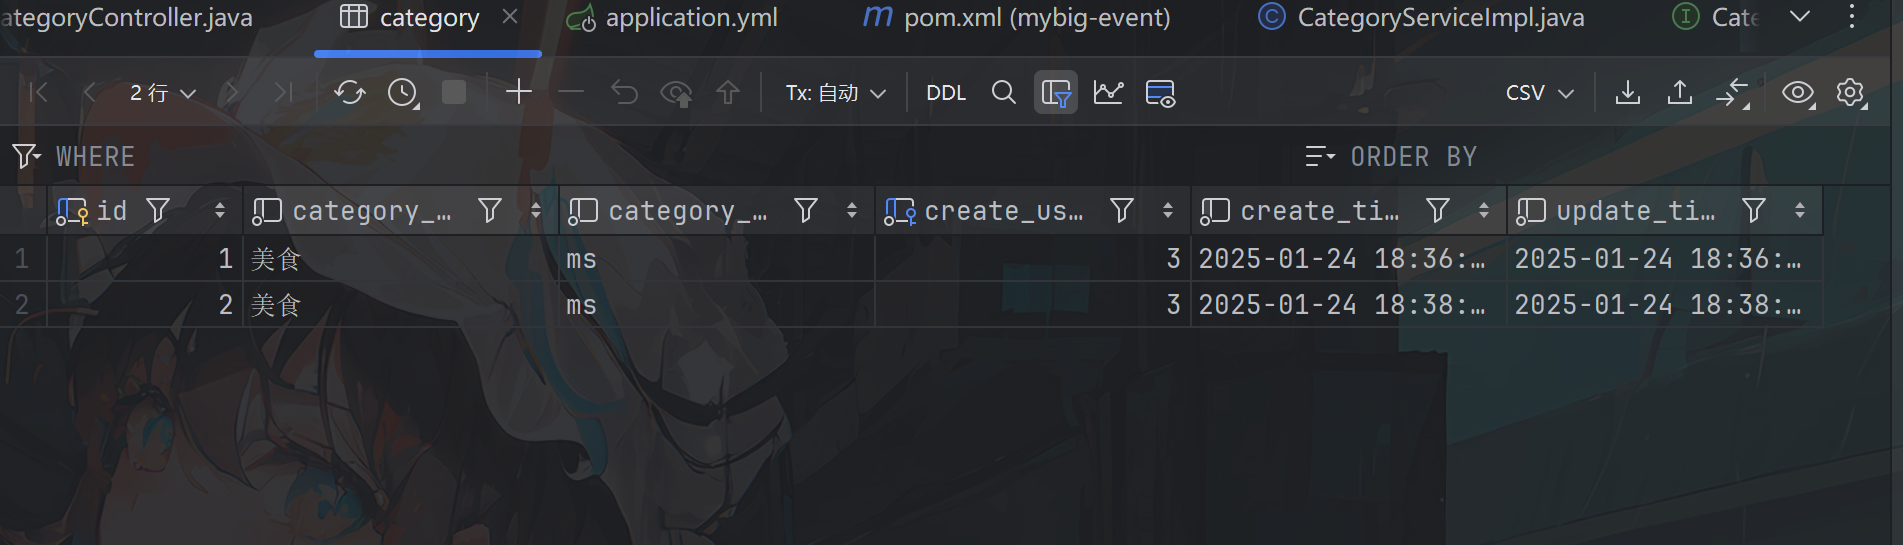 ategoryController.java category application.yml m pom.xml (mybig-event) C CategoryServiceImpl.java I Cate
2 行 Tx: 自动 DDL CSV
WHERE ORDER BY
id category_… category_… create_us… create_ti… update_ti…
1 1 美食 ms 3 2025-01-24 18:36:… 2025-01-24 18:36:…
2 2 美食 ms 3 2025-01-24 18:38:… 2025-01-24 18:38:…